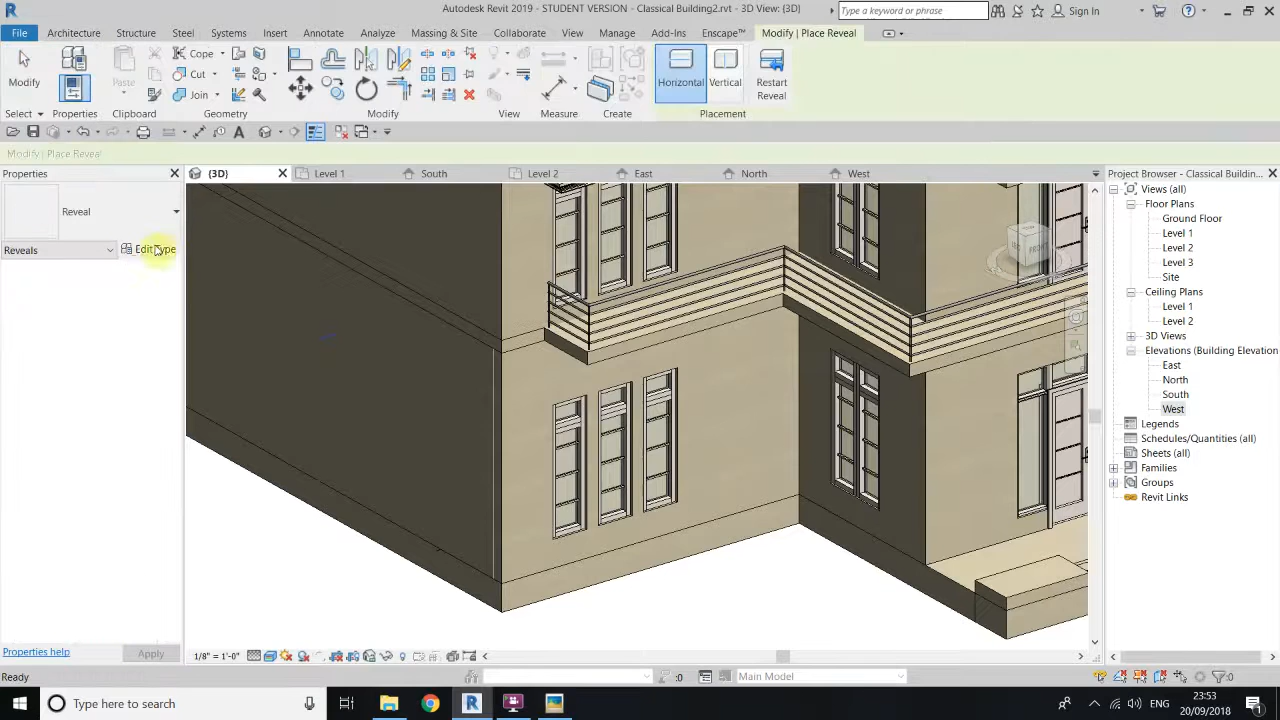 Autodesk Revit 2019 - STUDENT VERSION - Classical Building2.rvt - 3D View: {3D}
Type a keyword or phrase
Sign In
File
Architecture
Structure
Steel
Systems
Insert
Annotate
Analyze
Massing & Site
Collaborate
View
Manage
Add-Ins
Enscape™
Modify | Place Reveal
Modify
Paste
Cope
Cut
Join
Horizontal
Vertical
Restart
Reveal
Select
Properties
Clipboard
Geometry
Modify
View
Measure
Create
Placement
Modify | Place Reveal
Properties
{3D}
Level 1
South
Level 2
East
North
West
Project Browser - Classical Buildin...
Reveal
Reveals
Edit Type
FRONT
Views (all)
Floor Plans
Ground Floor
Level 1
Level 2
Level 3
Site
Ceiling Plans
Level 1
Level 2
3D Views
Elevations (Building Elevation
East
North
South
West
Legends
Schedules/Quantities (all)
Sheets (all)
Families
Groups
Revit Links
Properties help
Apply
1/8" = 1'-0"
Ready
:0
Main Model
:0
Type here to search
ENG
23:53
20/09/2018